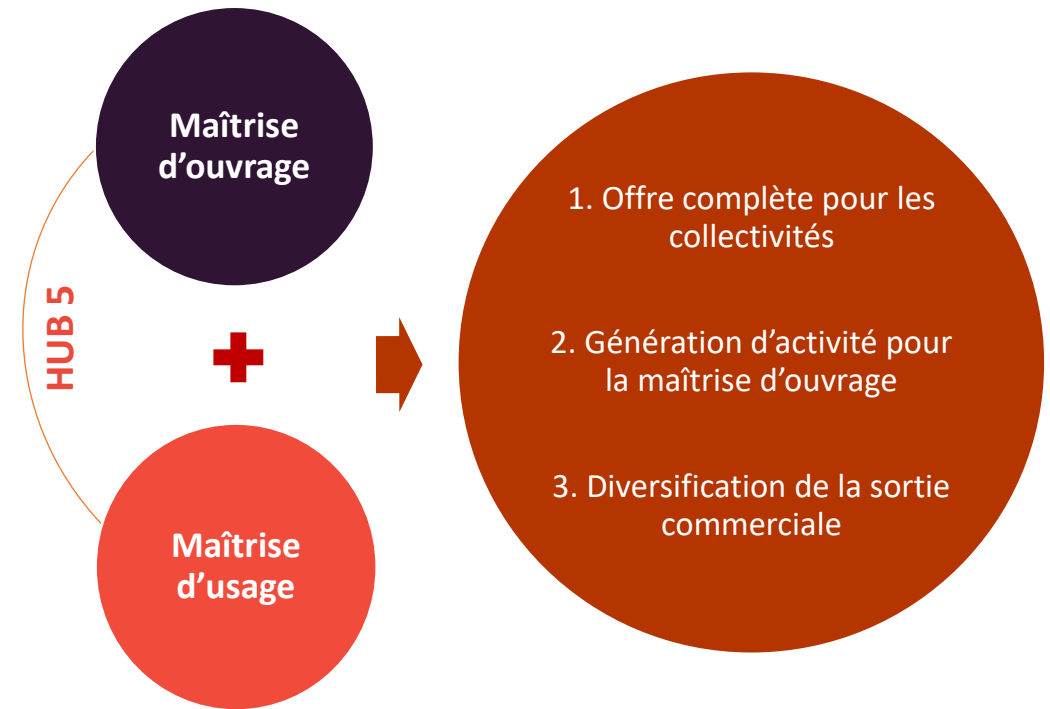 Maîtrise
d’ouvrage
HUB 5
Maîtrise
d’usage
1. Offre complète pour les
collectivités
2. Génération d’activité pour
la maîtrise d’ouvrage
3. Diversification de la sortie
commerciale